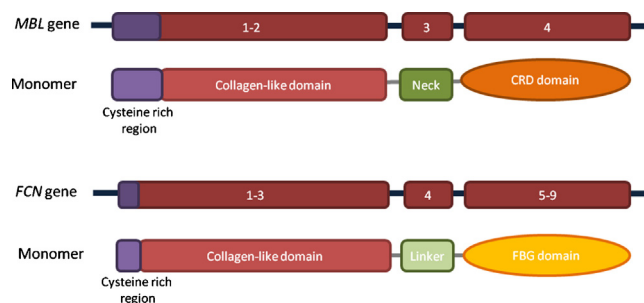 MBL gene
1-2
3
4
Monomer
Collagen-like domain
Neck
CRD domain
Cysteine rich
region
FCN gene
1-3
4
5-9
Monomer
Collagen-like domain
Linker
FBG domain
Cysteine rich
region